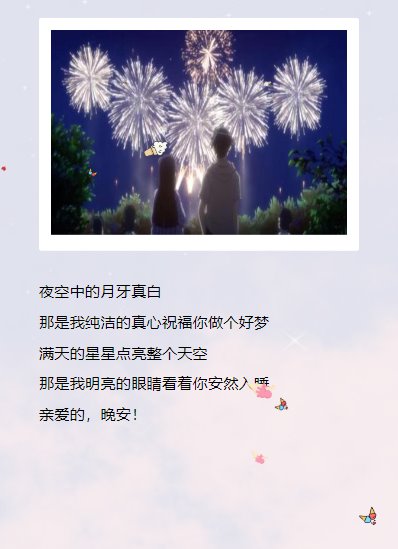 夜空中的月牙真白
那是我纯洁的真心祝福你做个好梦
满天的星星点亮整个天空
那是我明亮的眼睛看着你安然入睡
亲爱的，晚安！